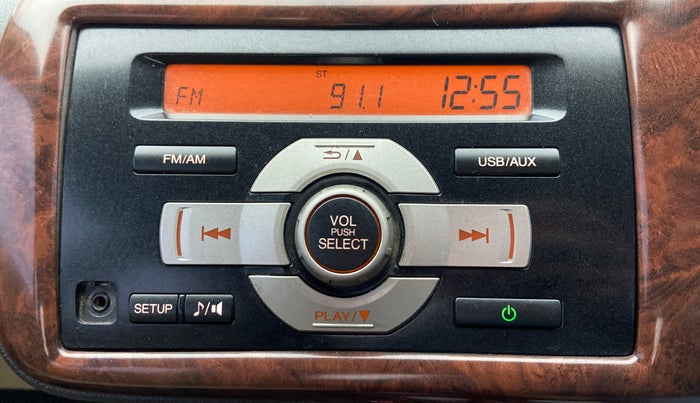 ST
FM 91.1 12:55
FM/AM
USB/AUX
VOL
PUSH
SELECT
SETUP
PLAY/